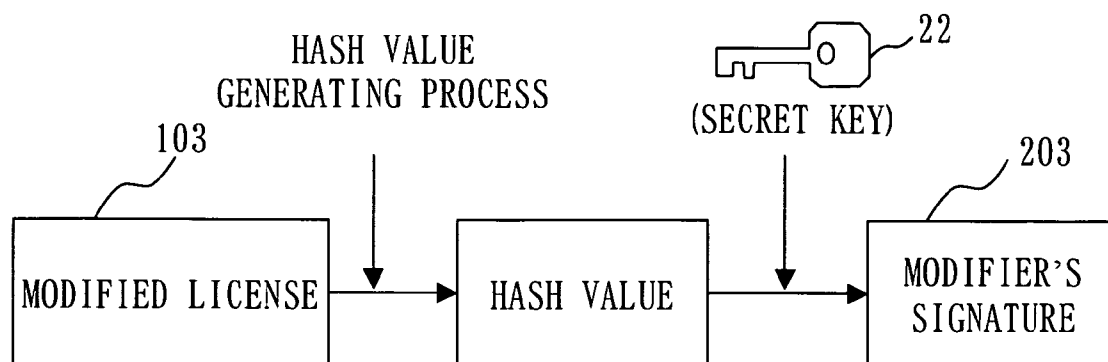 HASH VALUE
GENERATING PROCESS
22
(SECRET KEY)
103
203
MODIFIED LICENSE
HASH VALUE
MODIFIER'S
SIGNATURE